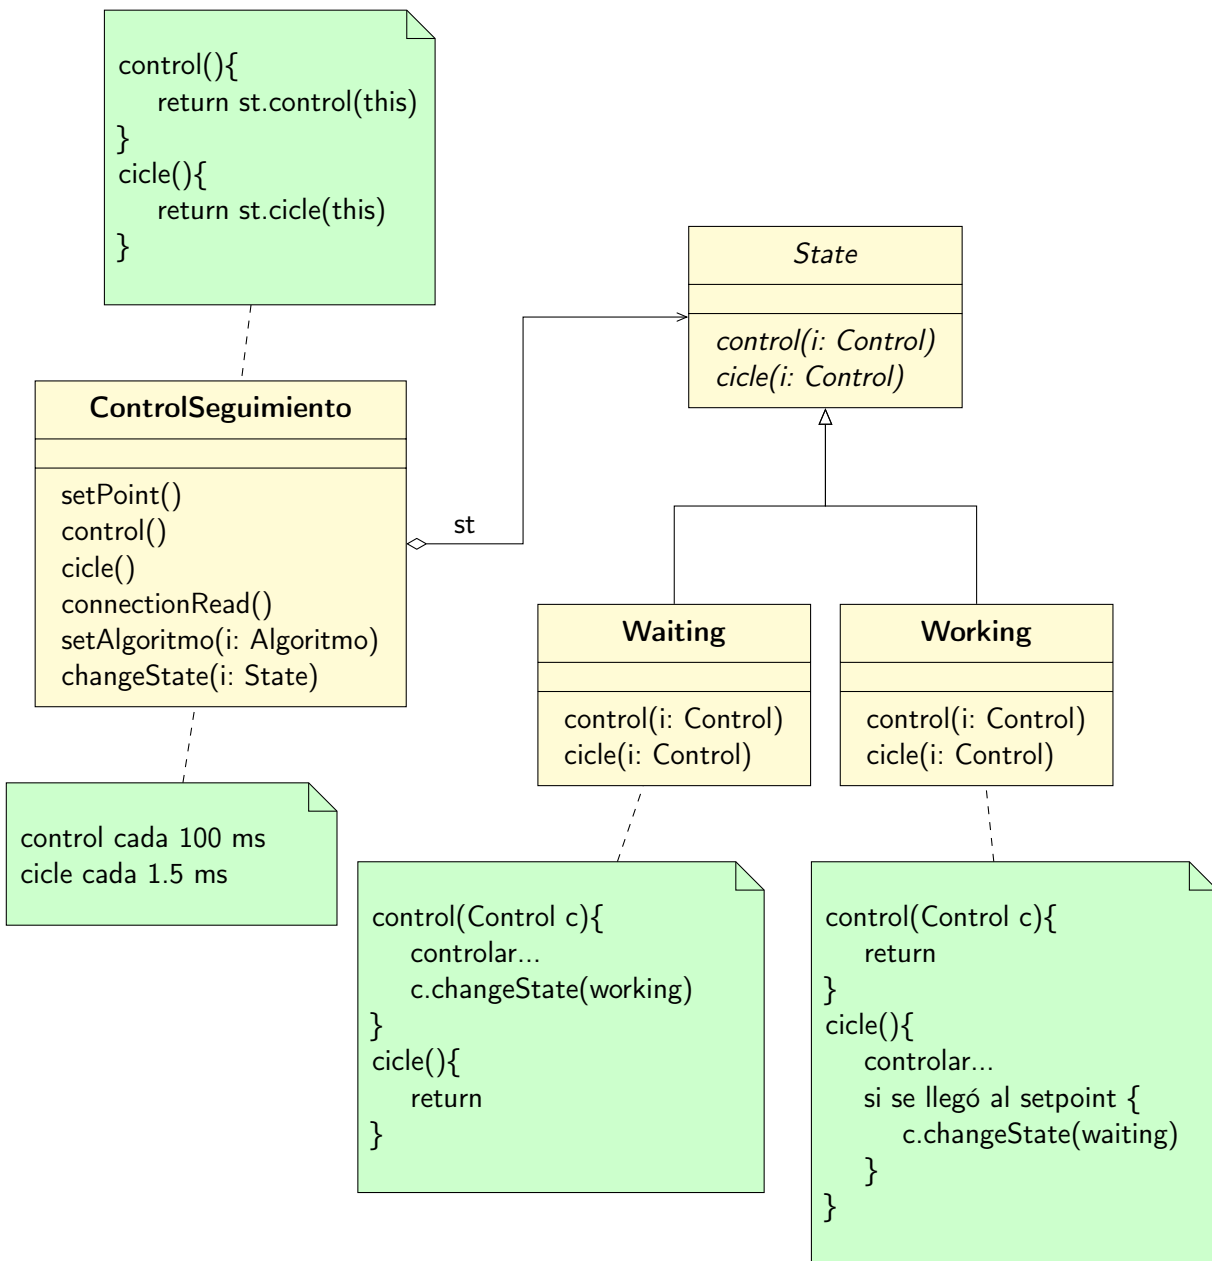 control(){
return st.control(this)
}
cicle(){
return st.cicle(this)
}
State
control(i: Control)
cicle(i: Control)
ControlSeguimiento
setPoint()
control()
cicle()
connectionRead()
setAlgoritmo(i: Algoritmo)
changeState(i: State)
st
Waiting
control(i: Control)
cicle(i: Control)
Working
control(i: Control)
cicle(i: Control)
control cada 100 ms
cicle cada 1.5 ms
control(Control c){
controlar...
c.changeState(working)
}
cicle(){
return
}
control(Control c){
return
}
cicle(){
controlar...
si se llegó al setpoint {
c.changeState(waiting)
}
}